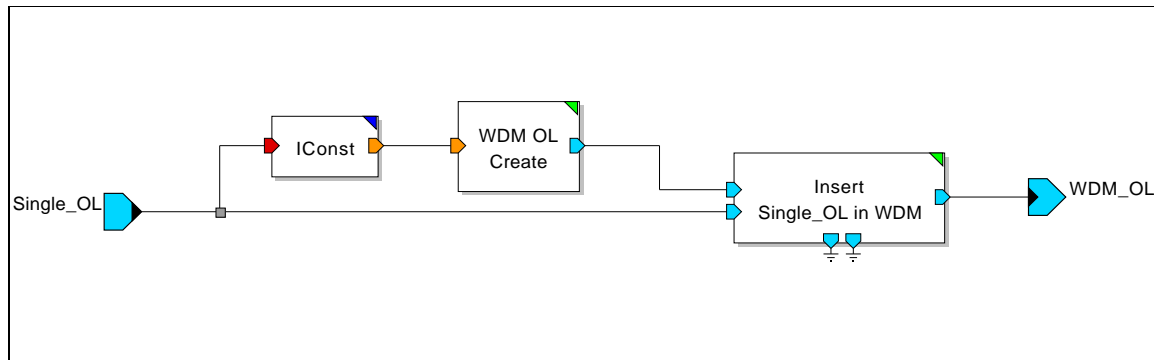 Single_OL
IConst
WDM OL
Create
Insert
Single_OL in WDM
WDM_OL